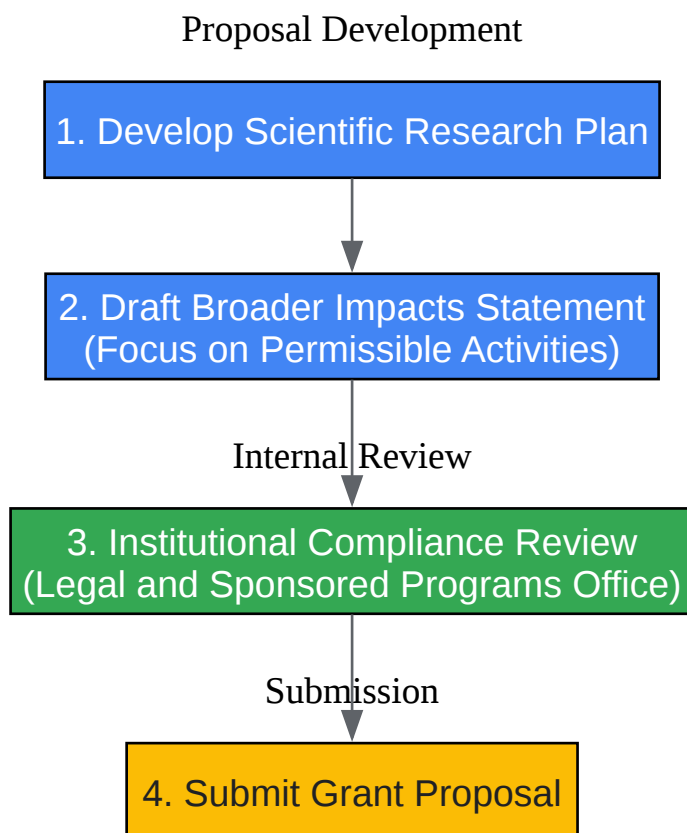 Proposal Development
1. Develop Scientific Research Plan
2. Draft Broader Impacts Statement
(Focus on Permissible Activities)
Internal Review
3. Institutional Compliance Review
(Legal and Sponsored Programs Office)
Submission
4. Submit Grant Proposal